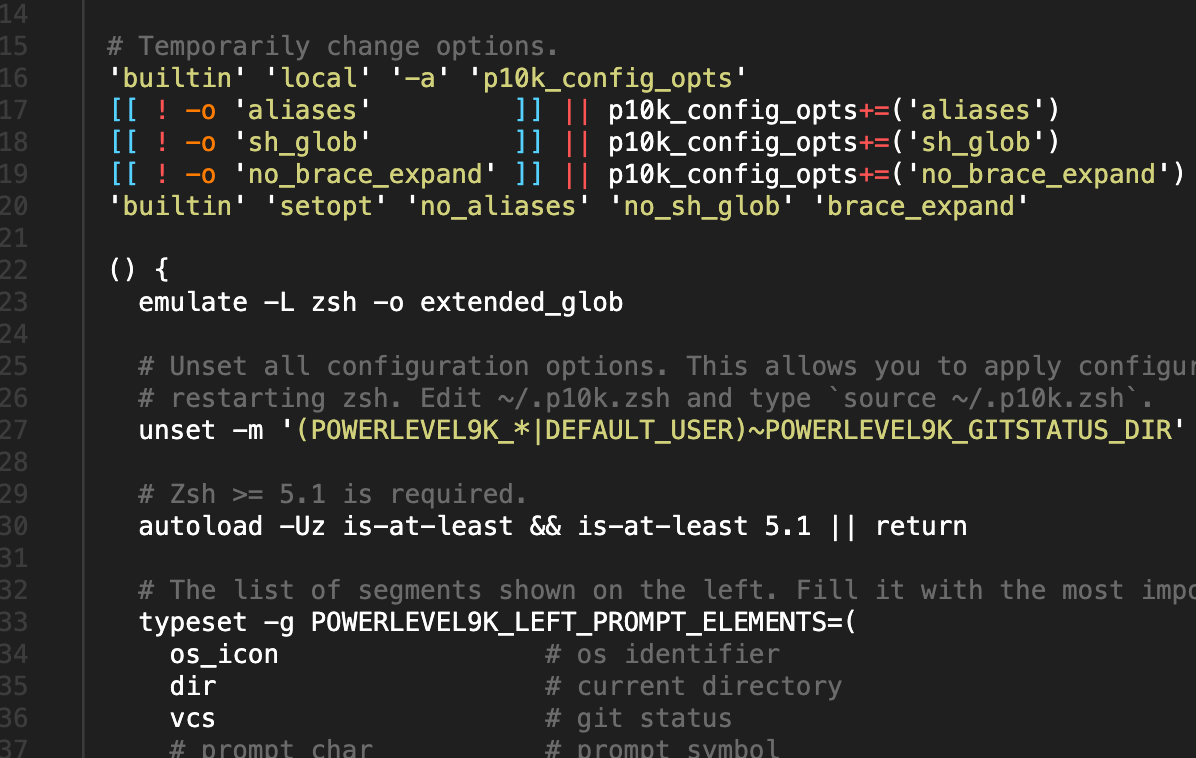 14
15 # Temporarily change options.
16 'builtin' 'local' '-a' 'p10k_config_opts'
17 [[ ! -o 'aliases'         ]] || p10k_config_opts+=('aliases')
18 [[ ! -o 'sh_glob'         ]] || p10k_config_opts+=('sh_glob')
19 [[ ! -o 'no_brace_expand' ]] || p10k_config_opts+=('no_brace_expand')
20 'builtin' 'setopt' 'no_aliases' 'no_sh_glob' 'brace_expand'
21
22 () {
23   emulate -L zsh -o extended_glob
24
25   # Unset all configuration options. This allows you to apply
26   # restarting zsh. Edit ~/.p10k.zsh and type `source ~/.p10k.zsh`.
27   unset -m '(POWERLEVEL9K_*|DEFAULT_USER)~POWERLEVEL9K_GITSTATUS_DIR'
28
29   # Zsh >= 5.1 is required.
30   autoload -Uz is-at-least && is-at-least 5.1 || return
31
32   # The list of segments shown on the left. Fill it with the most
33   typeset -g POWERLEVEL9K_LEFT_PROMPT_ELEMENTS=(
34     os_icon                 # os identifier
35     dir                     # current directory
36     vcs                     # git status
37     # prompt_char           # prompt symbol